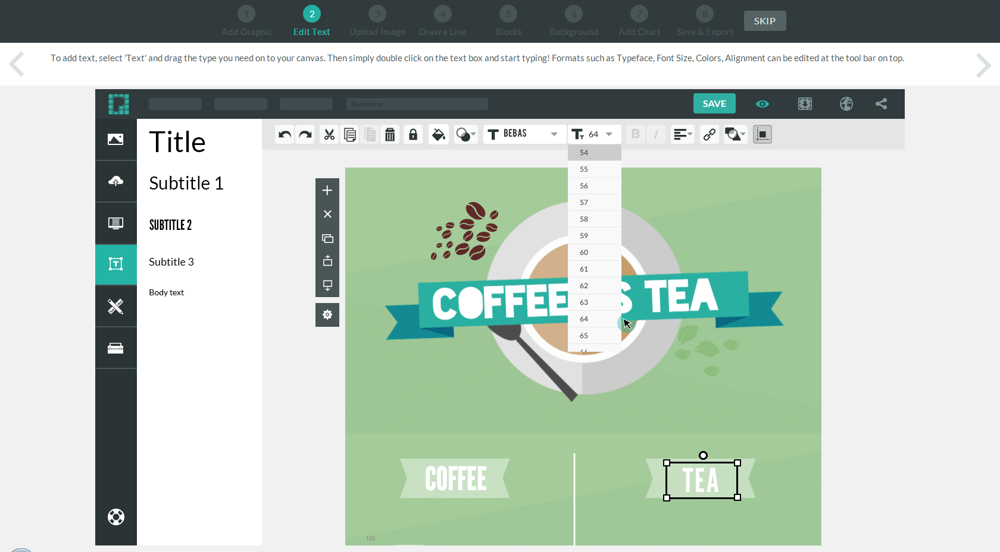 1 2 3 4 5 6 7 8
Add Graphic Edit Text Upload Image Draw a Line Blocks Background Add Chart Save & Export SKIP
To add text, select 'Text' and drag the type you need on to your canvas. Then simply double click on the text box and start typing! Formats such as Typeface, Font Size, Colors, Alignment can be edited at the tool bar on top.
Rename SAVE
BEBAS 64 B I
Title
Subtitle 1
SUBTITLE 2
Subtitle 3
Body text
54
55
56
57
58
59
60
61
62
63
64
65
COFFEE S TEA
COFFEE TEA
150